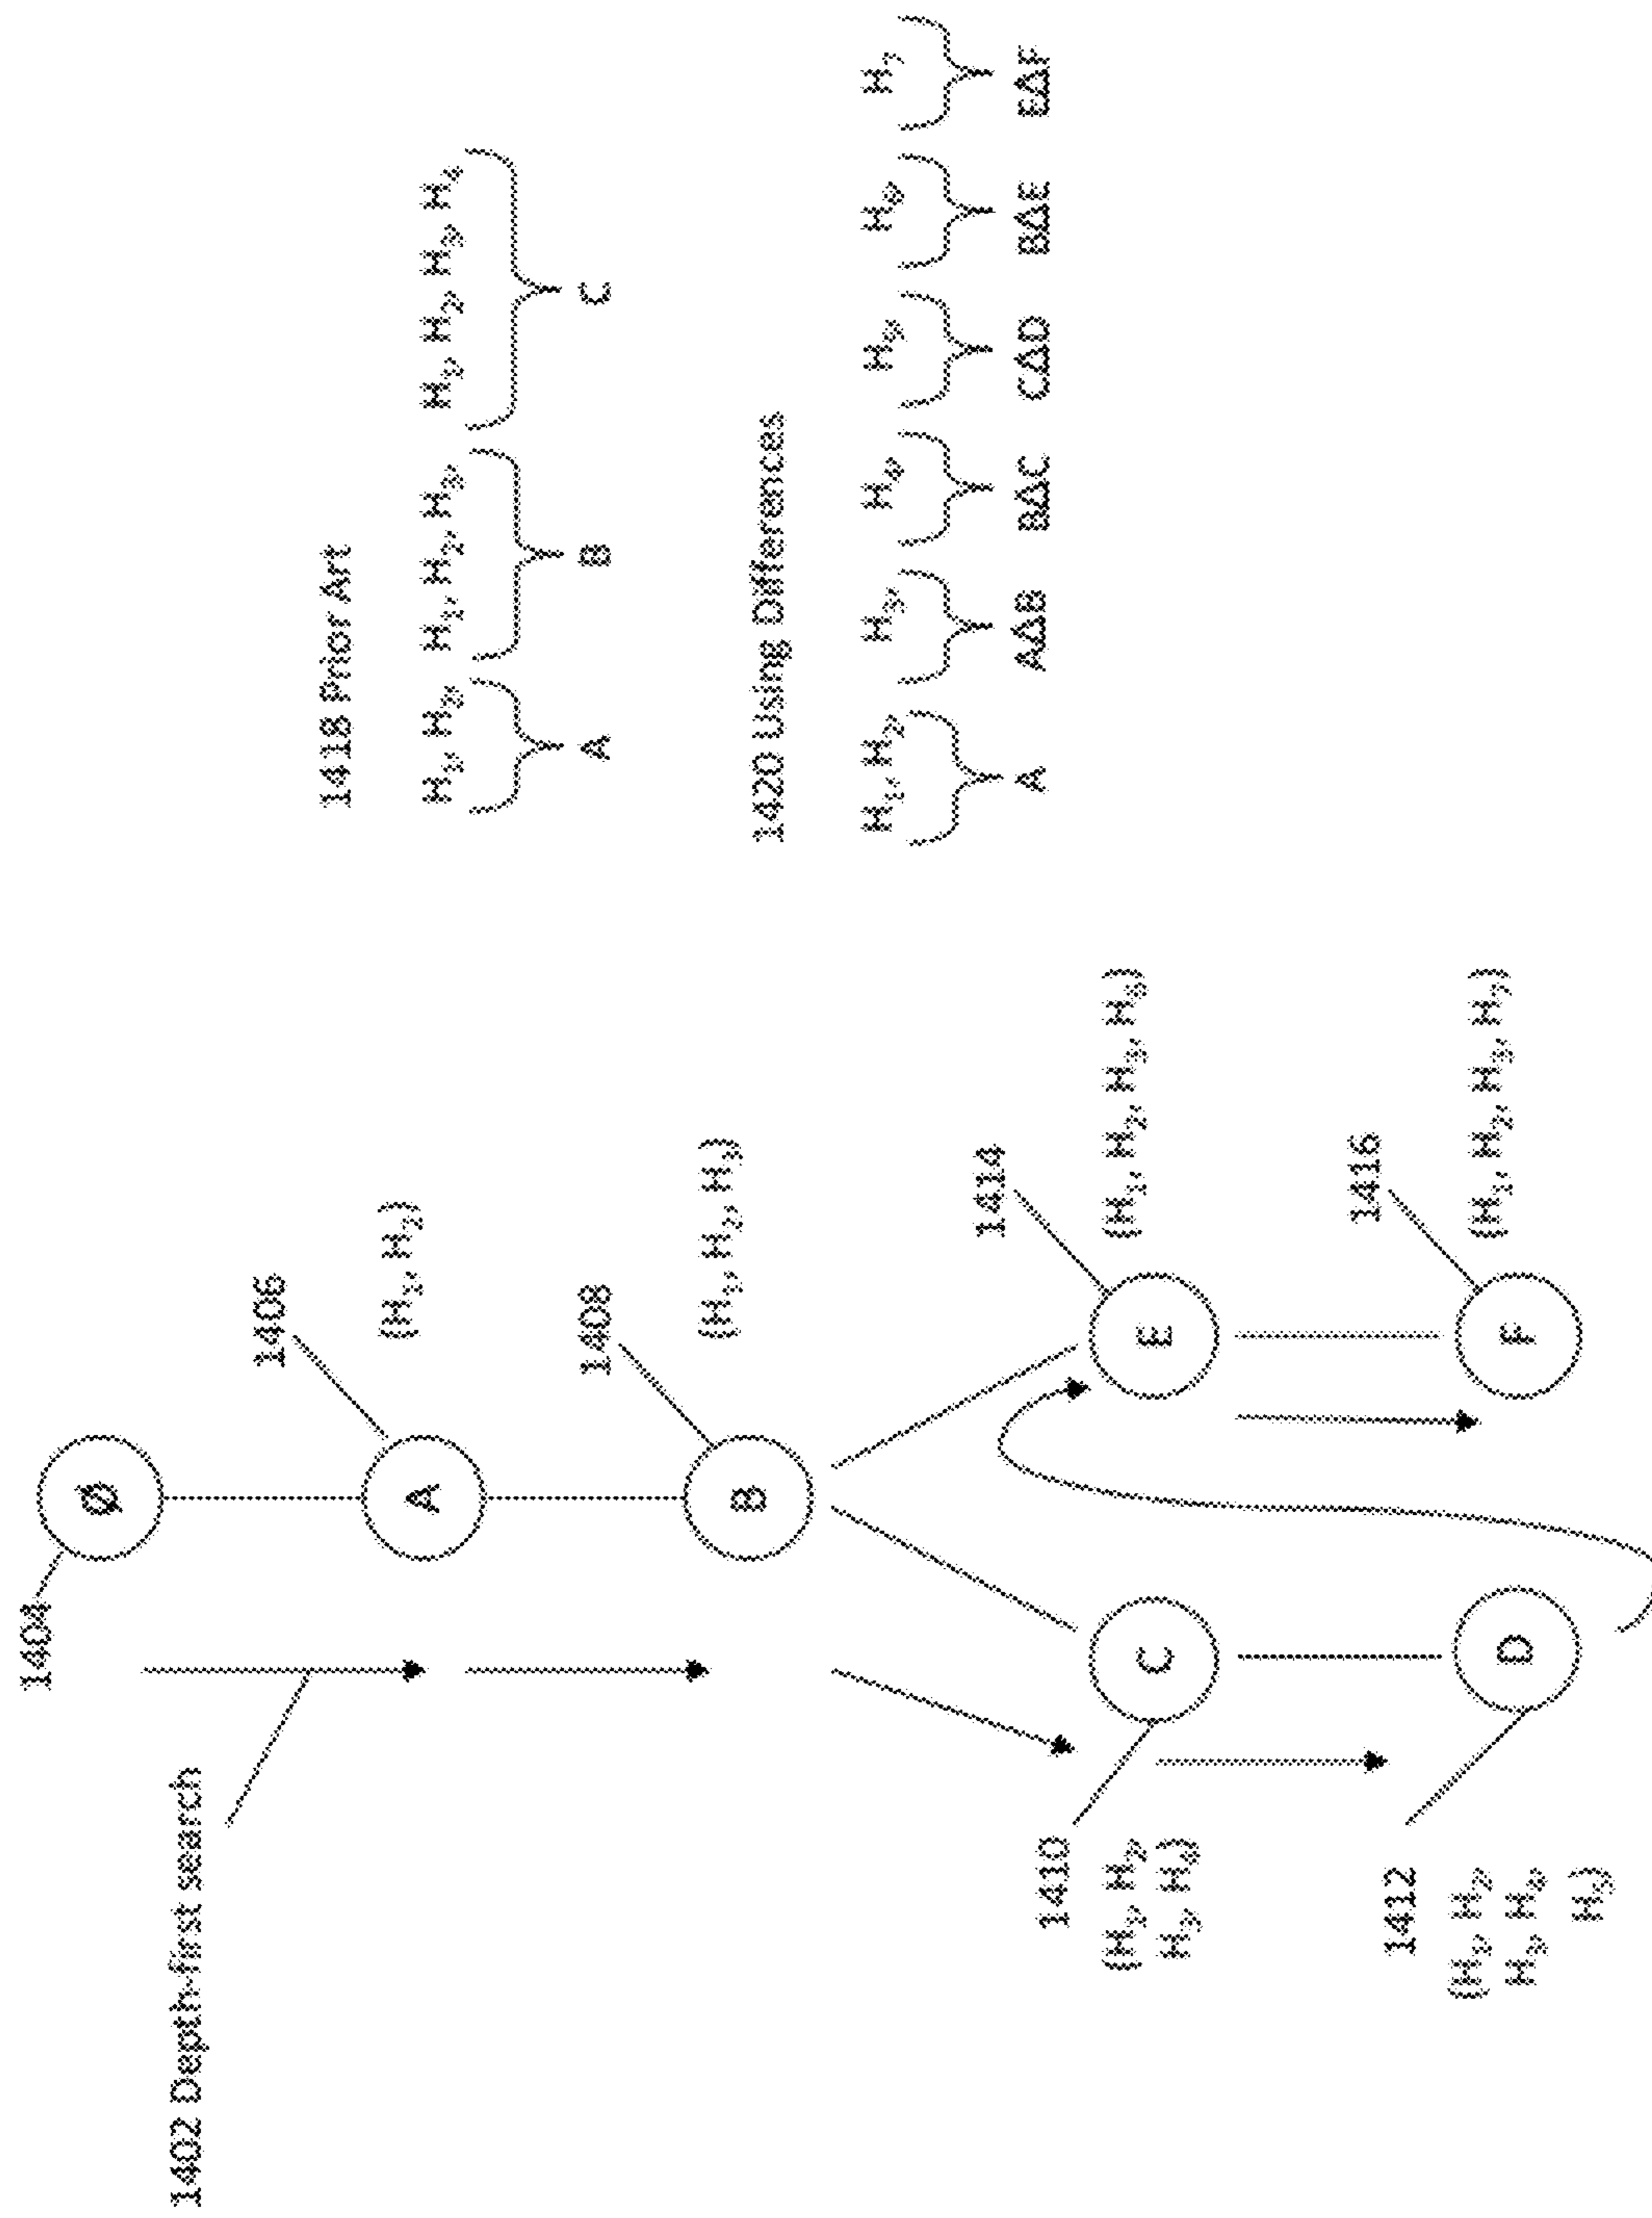 1402 Depth-first search
1404
Ø
1406
A
(H₁, H₂)
1408
B
(H₁, H₂, H₃)
1410
(H₁, H₂,
H₃, H₄)
C
1414
E
(H₁, H₂, H₃, H₆)
1412
(H₁, H₂,
H₃, H₄,
H₅)
D
1416
F
(H₁, H₂, H₃, H₇)
1418 Prior Art
H₁, H₂, H₁, H₂, H₃, H₁, H₂, H₃, H₄
A B C
1420 Using Differences
H₁, H₂, H₃, H₄, H₅, H₆, H₇
A AΔB BΔC CΔD BΔE EΔF